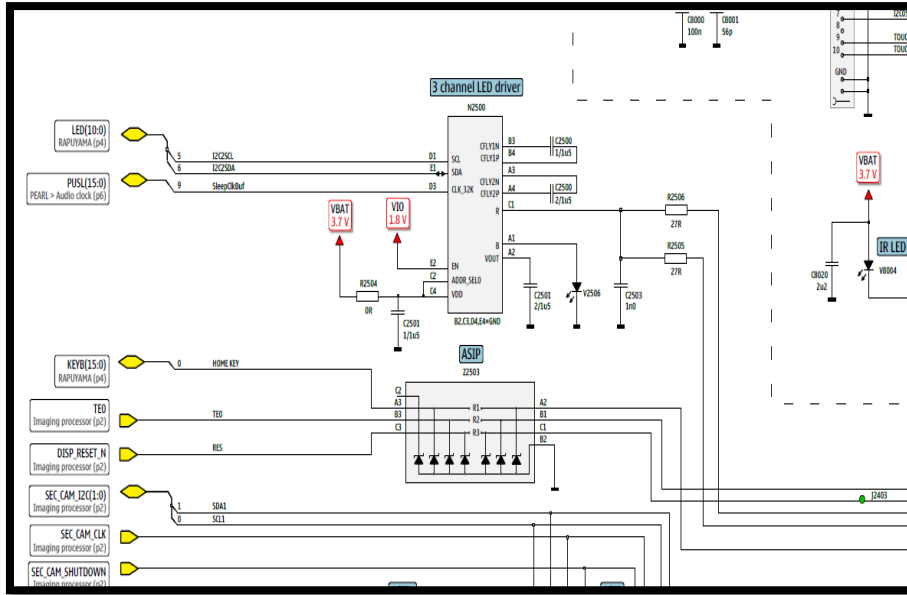 C8000
100n
C8001
56p
7
8
9
10
GND
TOUC
TOUC
3 channel LED driver
N2500
LED(10:0)
RAPUYAMA (p4)
5 I2C2SCL D1 SCL
6 I2C2SDA E1 SDA
PUSL(15:0)
PEARL > Audio clock (p6)
9 SleepClkBuf D3 CLK_32K
CFLY1N B3
CFLY1P B4
C2500
1/1u5
CFLY2N A3
CFLY2P A4
C2500
2/1u5
R C1
B A1
VOUT A2
R2506
27R
R2505
27R
VBAT
3.7 V
VIO
1.8 V
E2 EN
C2 ADDR_SEL0
C4 VDD
R2504
0R
C2501
1/1u5
C2501
2/1u5
V2506
C2503
1n0
B2,C3,D4,E4=GND
VBAT
3.7 V
IR LED
V8004
C8020
2u2
ASIP
Z2503
KEYB(15:0)
RAPUYAMA (p4)
0 HOME KEY
TE0
Imaging processor (p2)
TE0
DISP_RESET_N
Imaging processor (p2)
RES
C2
A3 R1 A2
B3 R2 B1
C3 R3 C1
B2
SEC_CAM_I2C(1:0)
Imaging processor (p2)
1 SDA1
0 SCL1
SEC_CAM_CLK
Imaging processor (p2)
SEC_CAM_SHUTDOWN
Imaging processor (p2)
J2403